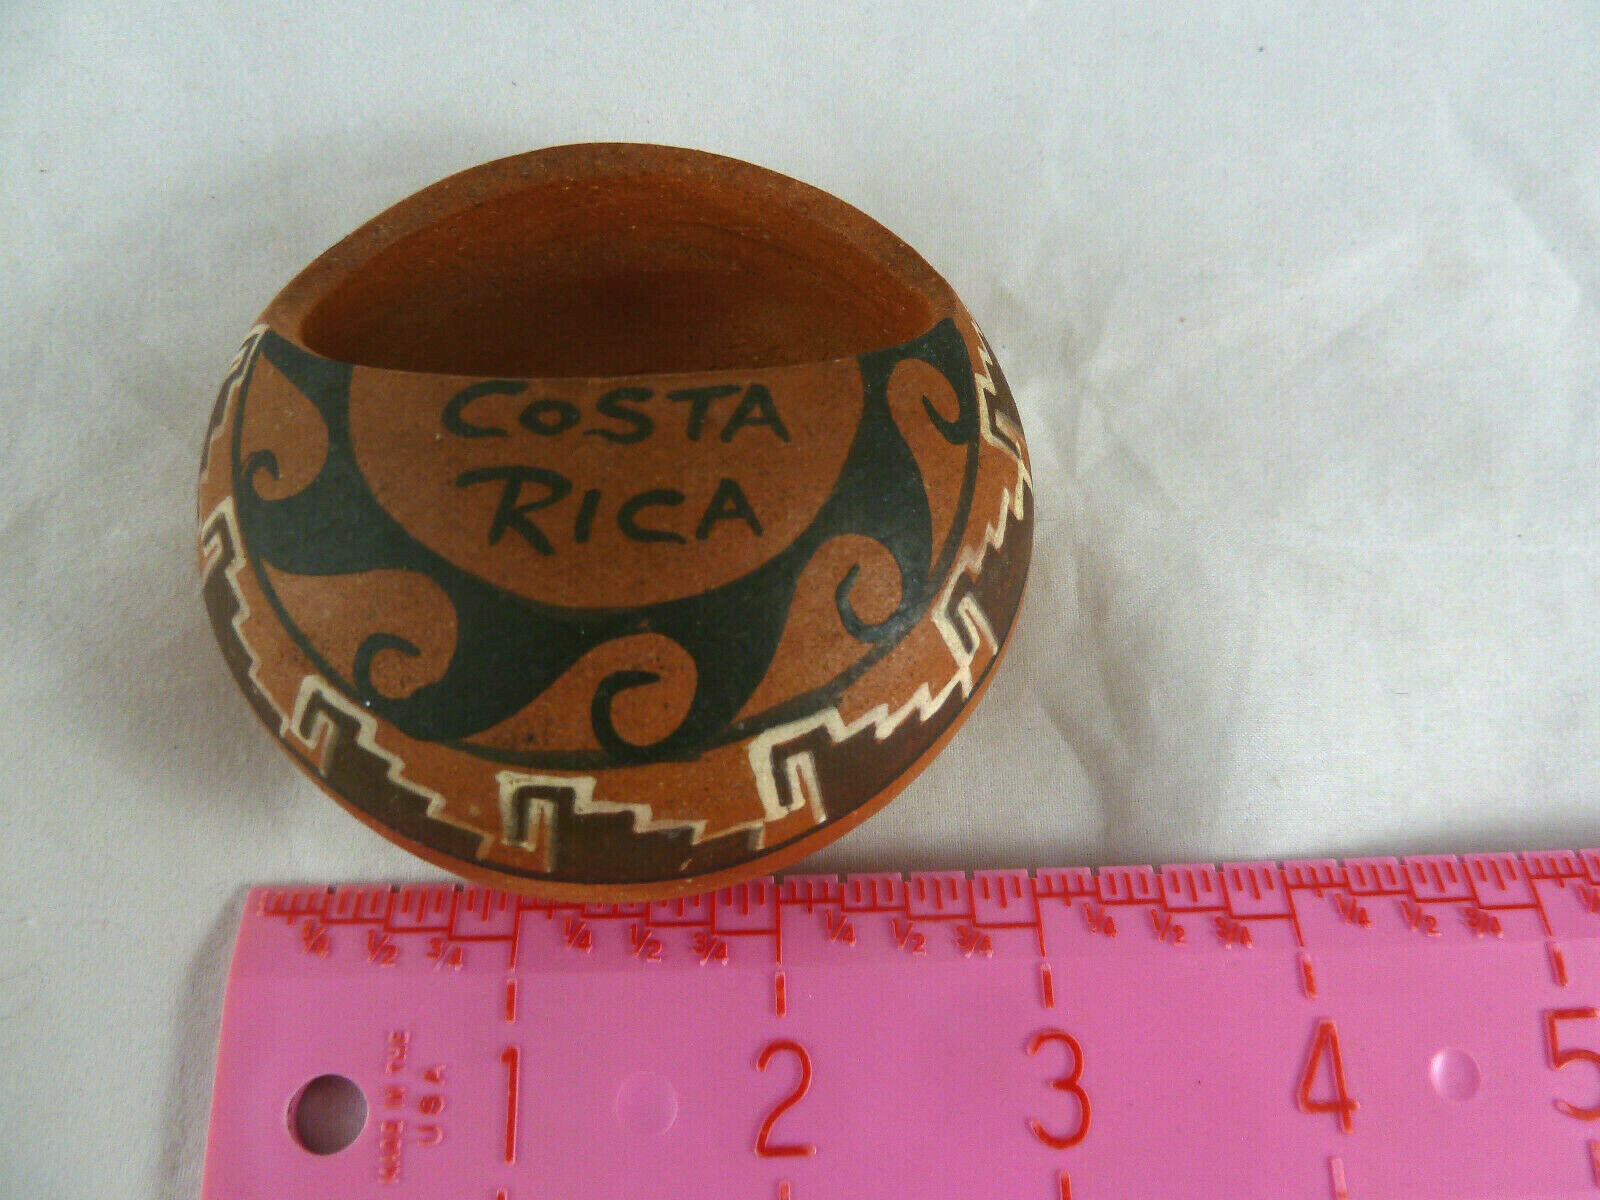 COSTA
RICA
1/4 1/2 3/4 1/4 1/2 3/4 1/4 1/2 3/4 1/4 1/2 3/4 1/4 1/2 3/4
1 2 3 4 5
MADE IN THE
USA